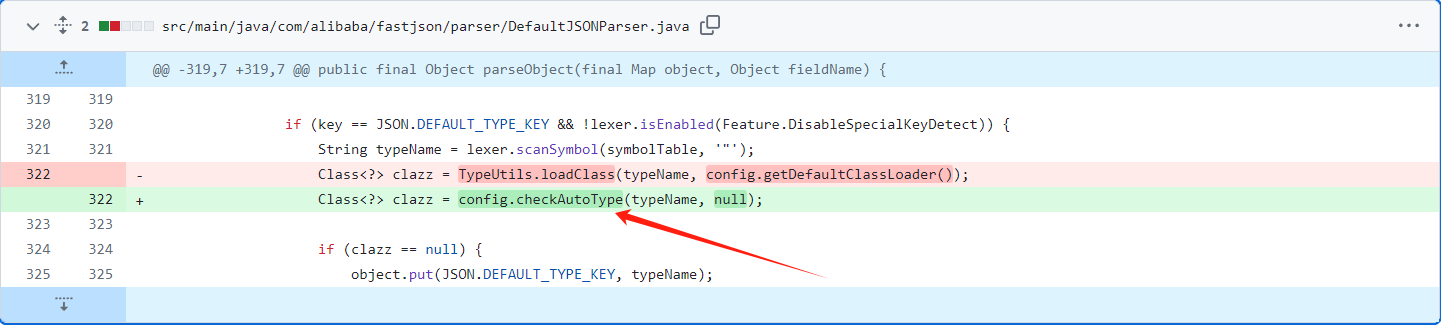 2 src/main/java/com/alibaba/fastjson/parser/DefaultJSONParser.java
@@ -319,7 +319,7 @@ public final Object parseObject(final Map object, Object fieldName) {
319 319
320 320 if (key == JSON.DEFAULT_TYPE_KEY && !lexer.isEnabled(Feature.DisableSpecialKeyDetect)) {
321 321 String typeName = lexer.scanSymbol(symbolTable, '"');
322 - Class<?> clazz = TypeUtils.loadClass(typeName, config.getDefaultClassLoader());
322 + Class<?> clazz = config.checkAutoType(typeName, null);
323 323
324 324 if (clazz == null) {
325 325 object.put(JSON.DEFAULT_TYPE_KEY, typeName);